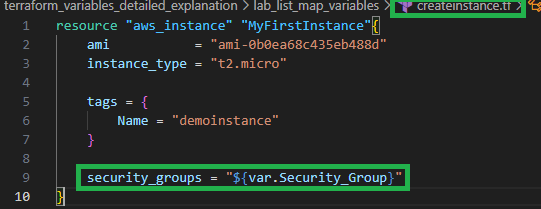 terraform_variables_detailed_explanation > lab_list_map_variables > createinstance.tf >
1 resource "aws_instance" "MyFirstInstance"{
2 ami = "ami-0b0ea68c435eb488d"
3 instance_type = "t2.micro"
4
5 tags = {
6 Name = "demoinstance"
7 }
8
9 security_groups = "${var.Security_Group}"
10 }